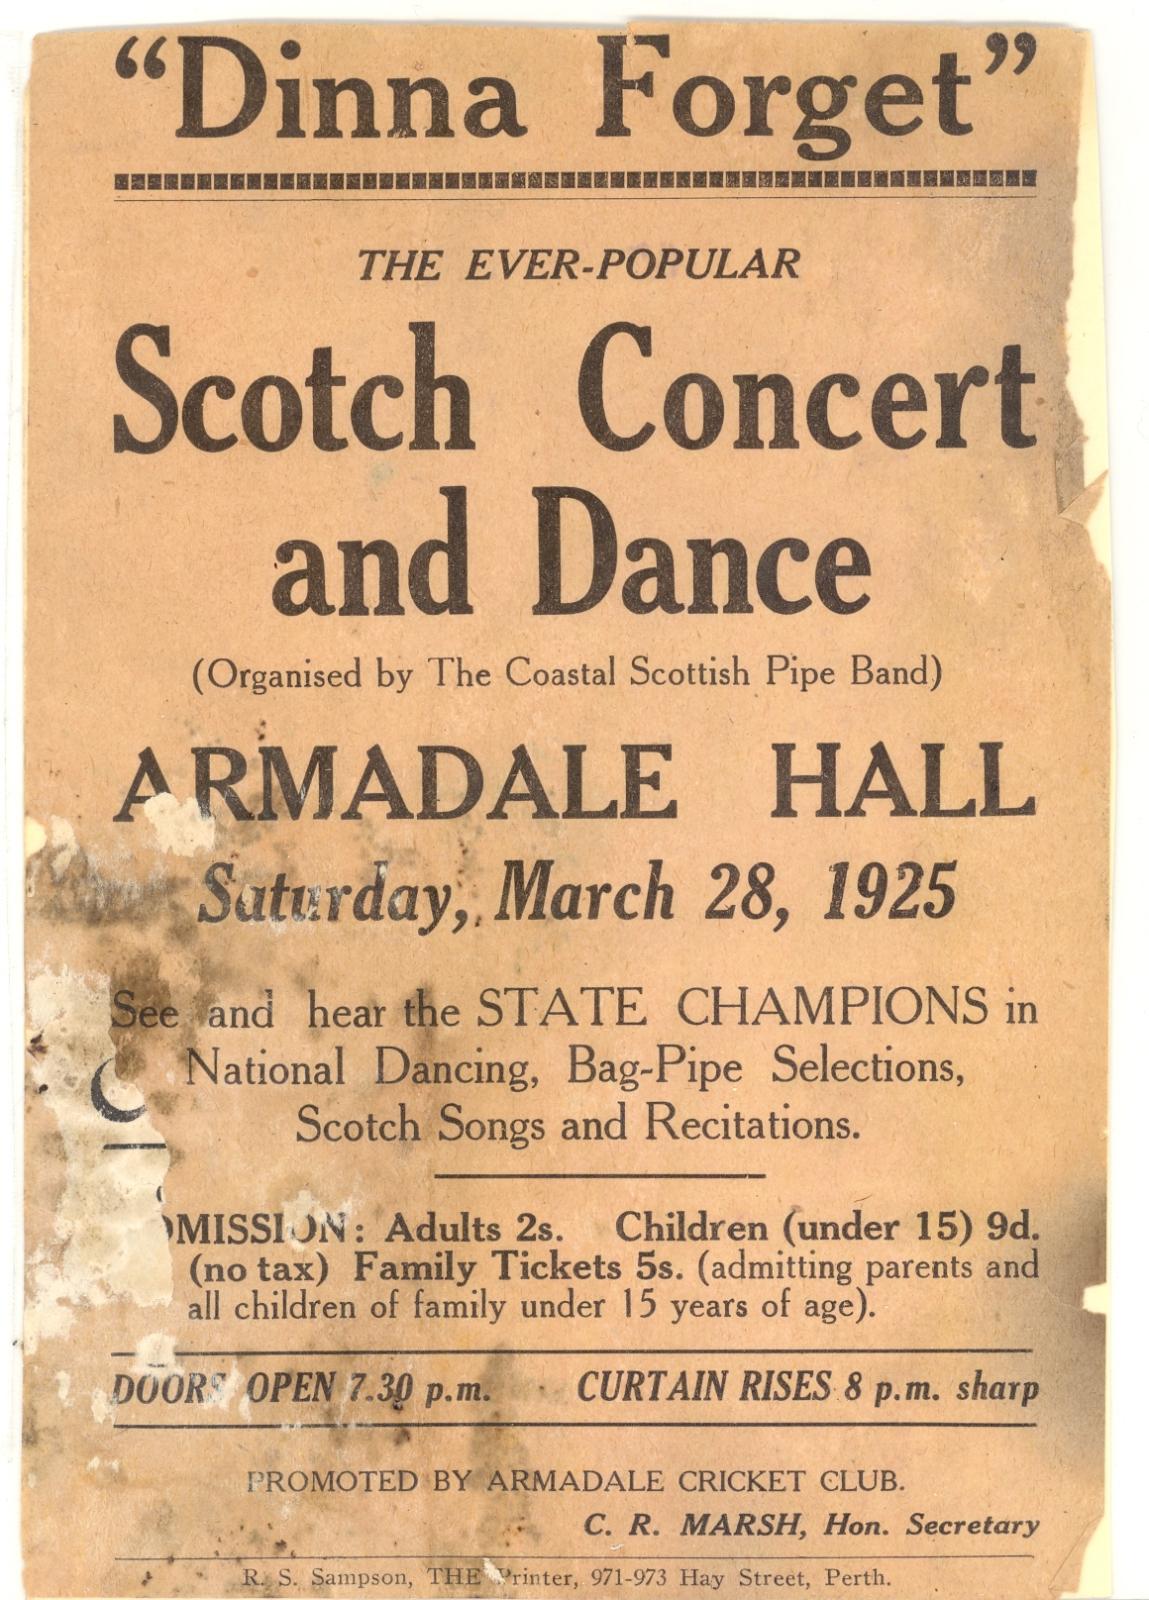 "Dinna Forget"
THE EVER-POPULAR
Scotch Concert
and Dance
(Organised by The Coastal Scottish Pipe Band)
ARMADALE HALL
Saturday, March 28, 1925
See and hear the STATE CHAMPIONS in
National Dancing, Bag-Pipe Selections,
Scotch Songs and Recitations.
MISSION: Adults 2s. Children (under 15) 9d.
(no tax) Family Tickets 5s. (admitting parents and
all children of family under 15 years of age).
DOORS OPEN 7.30 p.m. CURTAIN RISES 8 p.m. sharp
PROMOTED BY ARMADALE CRICKET CLUB.
C. R. MARSH, Hon. Secretary
R. S. Sampson, THE Printer, 971-973 Hay Street, Perth.